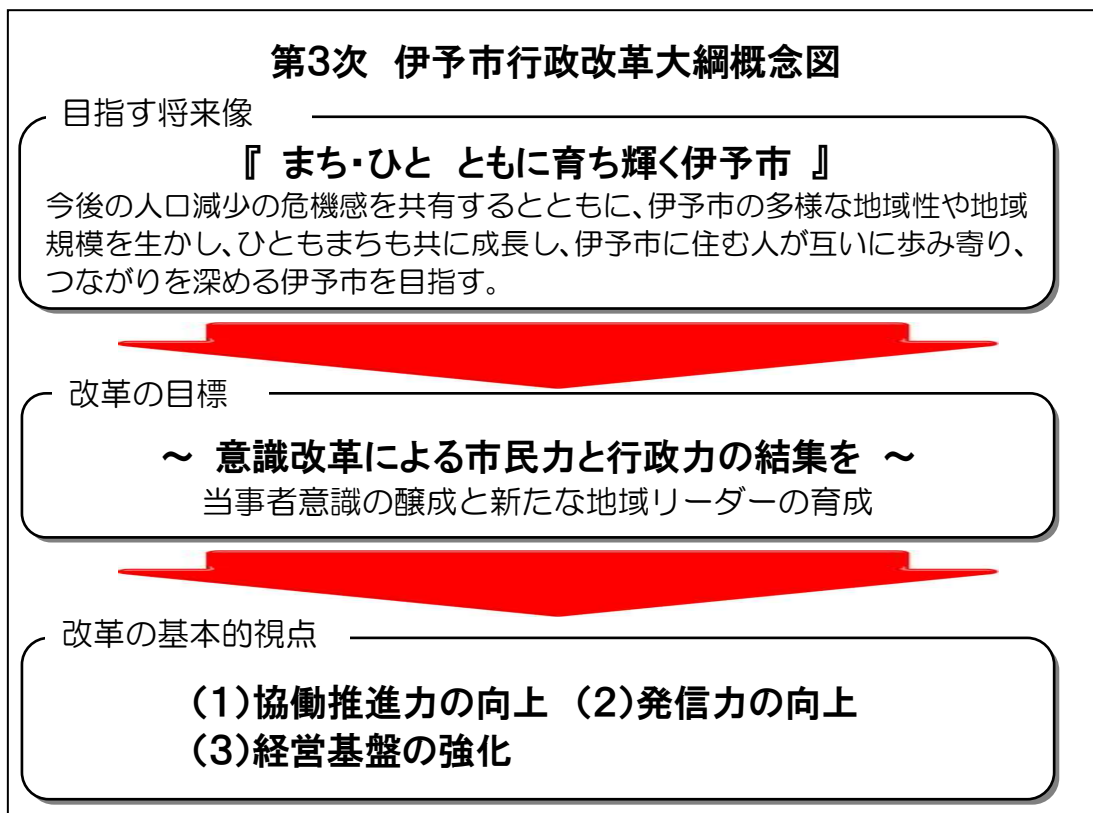 第3次 伊予市行政改革大綱概念図
目指す将来像
『 まち・ひと ともに育ち輝く伊予市 』
今後の人口減少の危機感を共有するとともに、伊予市の多様な地域性や地域
規模を生かし、ひともまちも共に成長し、伊予市に住む人が互いに歩み寄り、
つながりを深める伊予市を目指す。
改革の目標
～ 意識改革による市民力と行政力の結集を ～
当事者意識の醸成と新たな地域リーダーの育成
改革の基本的視点
(1)協働推進力の向上 (2)発信力の向上
(3)経営基盤の強化